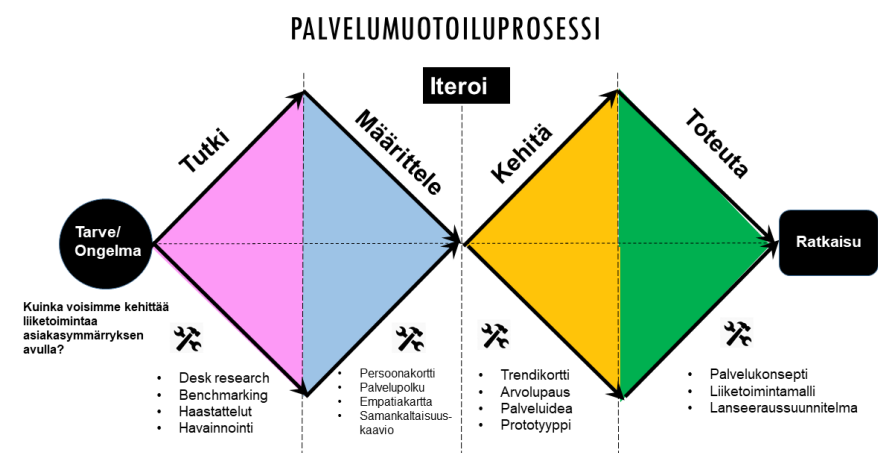 PALVELUMUOTOILUPROSESSI
Iteroi
Tutki
Määrittele
Kehitä
Toteuta
Tarve/
Ongelma
Ratkaisu
Kuinka voisimme kehittää
liiketoimintaa
asiakasymmärryksen
avulla?
• Desk research
• Benchmarking
• Haastattelut
• Havainnointi
• Persoonakortti
• Palvelupolku
• Empatiakartta
• Samankaltaisuus-
kaavio
• Trendikortti
• Arvolupaus
• Palveluidea
• Prototyyppi
• Palvelukonsepti
• Liiketoimintamalli
• Lanseeraussuunnitelma